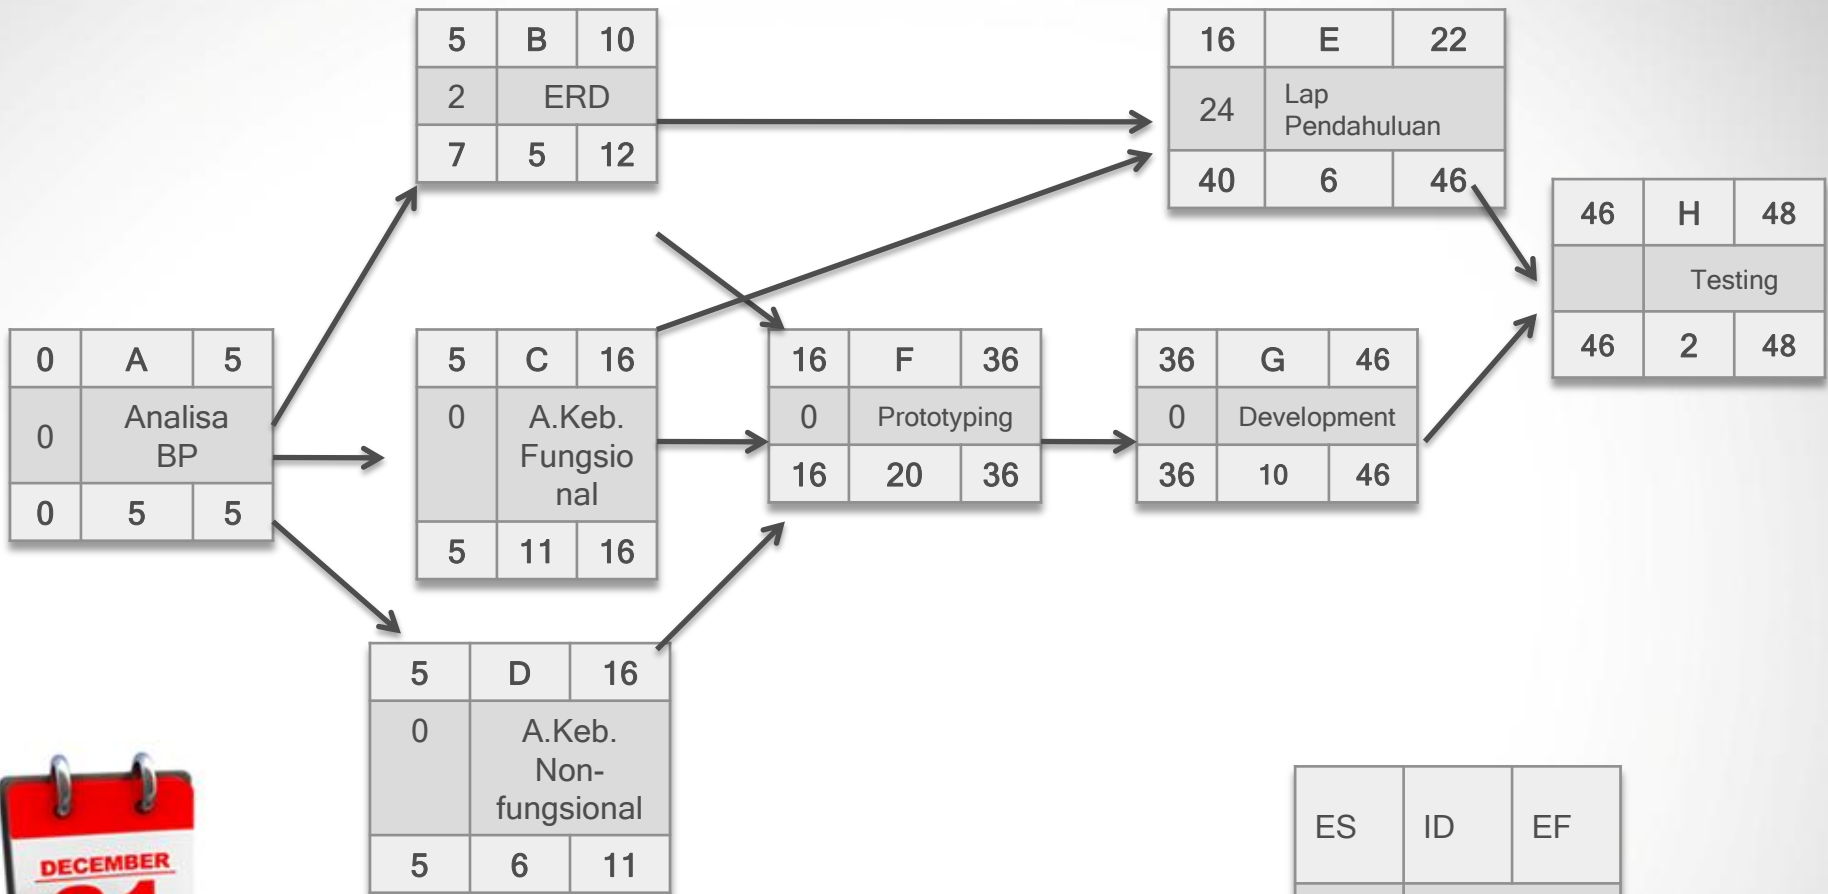 5 B 10
2 ERD
7 5 12
16 E 22
24 Lap
Pendahuluan
40 6 46
46 H 48
Testing
46 2 48
0 A 5
0 Analisa
BP
0 5 5
5 C 16
0 A.Keb.
Fungsio
nal
5 11 16
16 F 36
0 Prototyping
16 20 36
36 G 46
0 Development
36 10 46
5 D 16
0 A.Keb.
Non-
fungsional
5 6 11
DECEMBER
ES ID EF